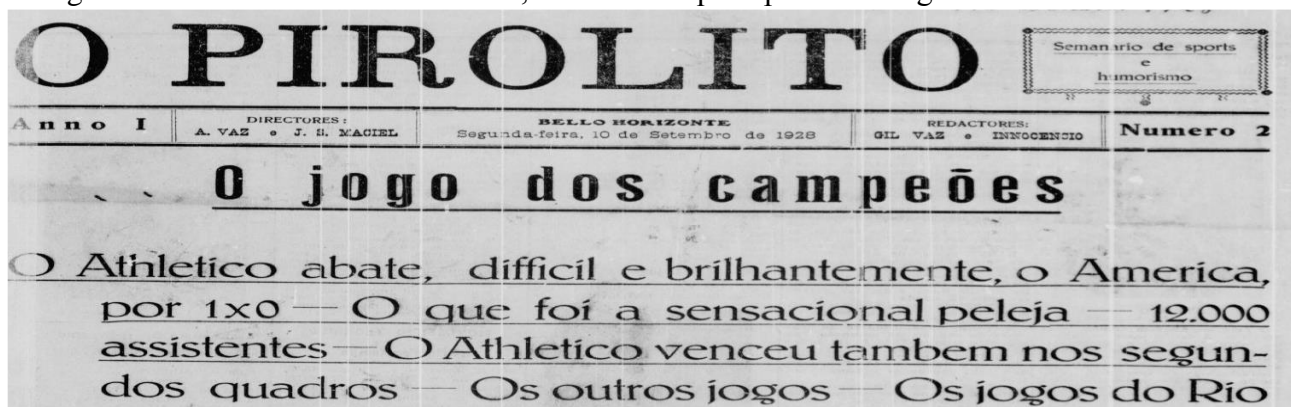 O PIROLITO
Semanario de sports
e
humorismo
Anno I
DIRECTORES:
A. VAZ e J. S. MACIEL
BELLO HORIZONTE
Segunda-feira, 10 de Setembro de 1928
REDACTORES:
GIL VAZ e INNOCENCIO
Numero 2
O jogo dos campeões
O Athletico abate, difficil e brilhantemente, o America,
por 1x0 — O que foi a sensacional peleja — 12.000
assistentes — O Athletico venceu tambem nos segun-
dos quadros — Os outros jogos — Os jogos do Rio